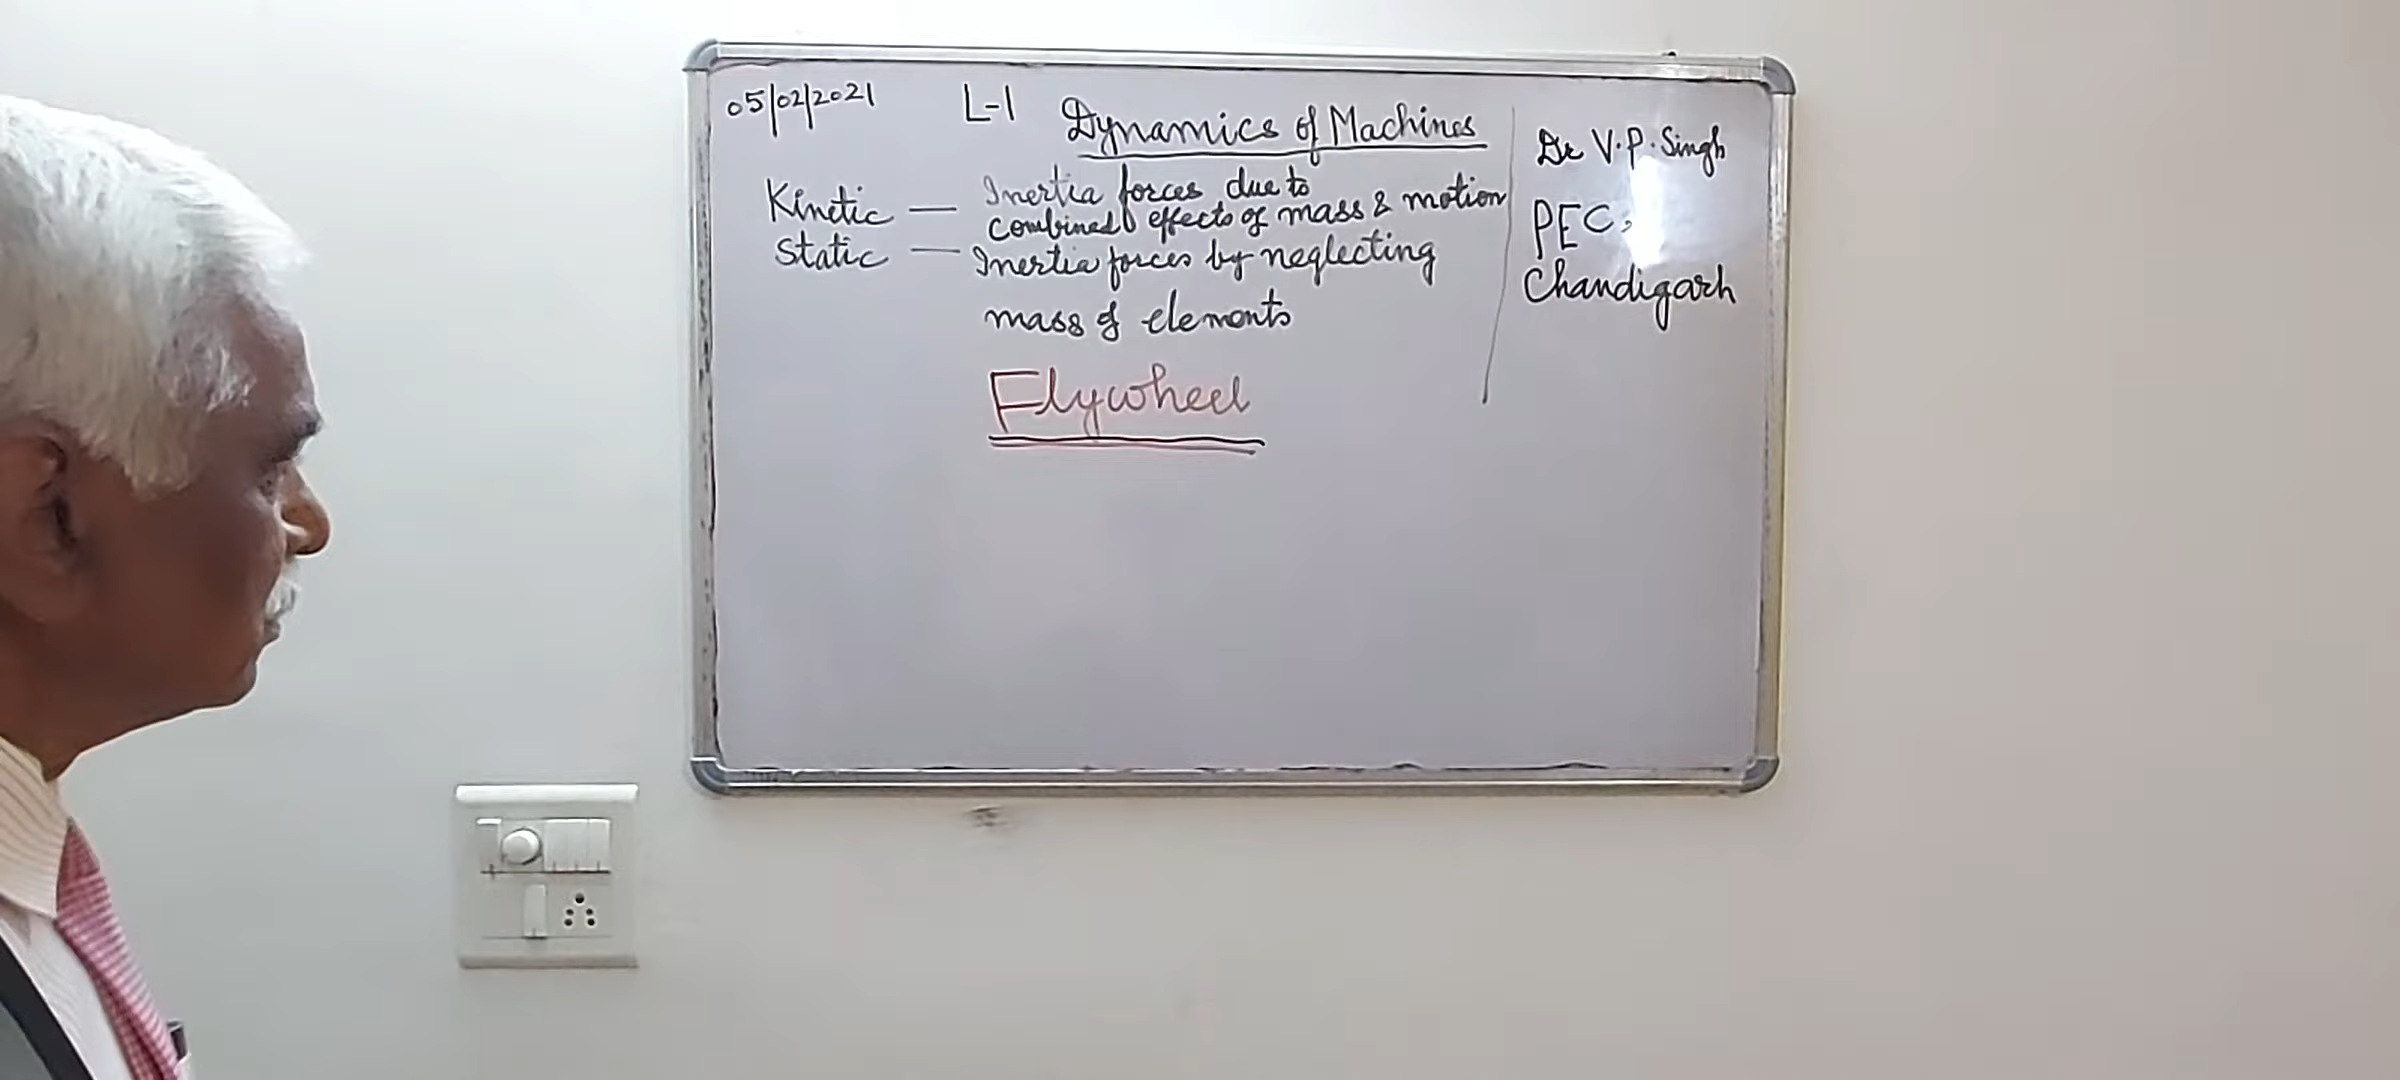 05/02/2021 L-1 Dynamics of Machines
Kinetic — Inertia forces due to
combined effects of mass & motion
Static — Inertia forces by neglecting
mass of elements
Flywheel
Dr V.P. Singh
PEC,
Chandigarh